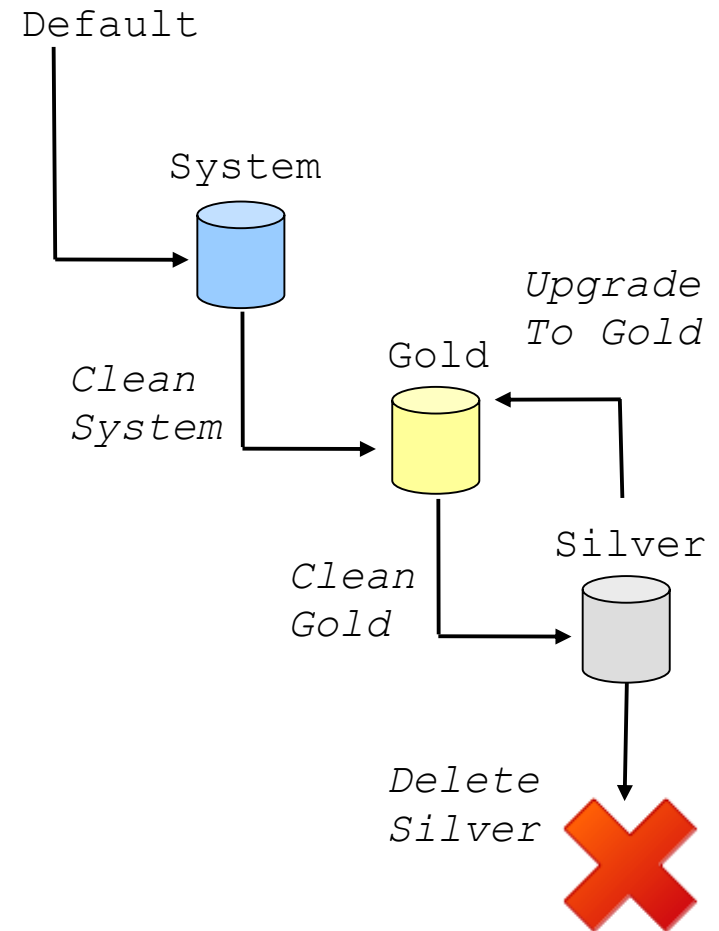 Default
System
Upgrade
To Gold
Gold
Clean
System
Silver
Clean
Gold
Delete
Silver